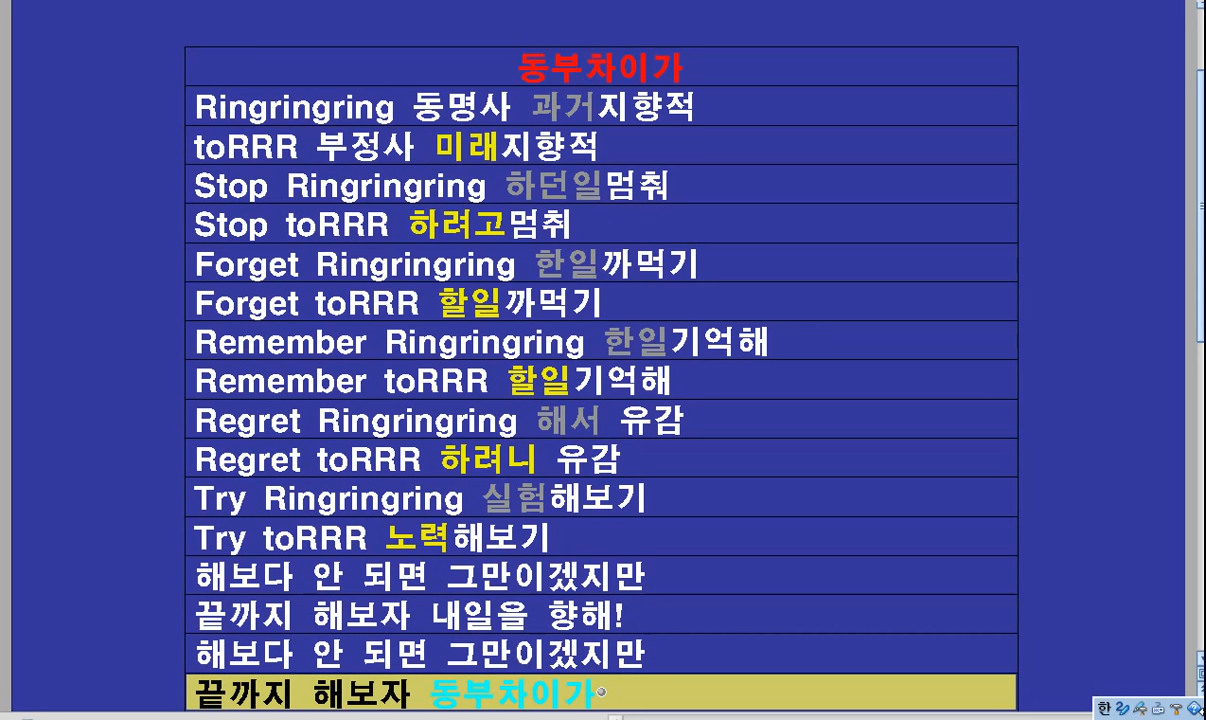 동부차이가
Ringringring 동명사 과거지향적
toRRR 부정사 미래지향적
Stop Ringringring 하던일멈춰
Stop toRRR 하려고멈춰
Forget Ringringring 한일까먹기
Forget toRRR 할일까먹기
Remember Ringringring 한일기억해
Remember toRRR 할일기억해
Regret Ringringring 해서 유감
Regret toRRR 하려니 유감
Try Ringringring 실험해보기
Try toRRR 노력해보기
해보다 안 되면 그만이겠지만
끝까지 해보자 내일을 향해!
해보다 안 되면 그만이겠지만
끝까지 해보자 동부차이가
한